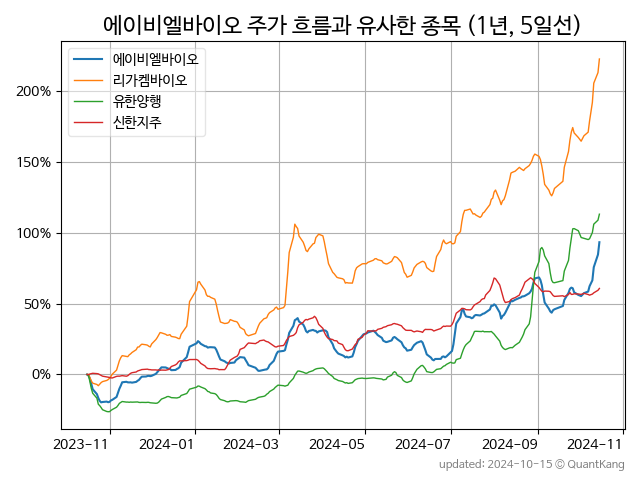 에이비엘바이오 주가 흐름과 유사한 종목 (1년, 5일선)
에이비엘바이오
리가켐바이오
유한양행
신한지주
200%
150%
100%
50%
0%
2023-11 2024-01 2024-03 2024-05 2024-07 2024-09 2024-11
updated: 2024-10-15 © QuantKang